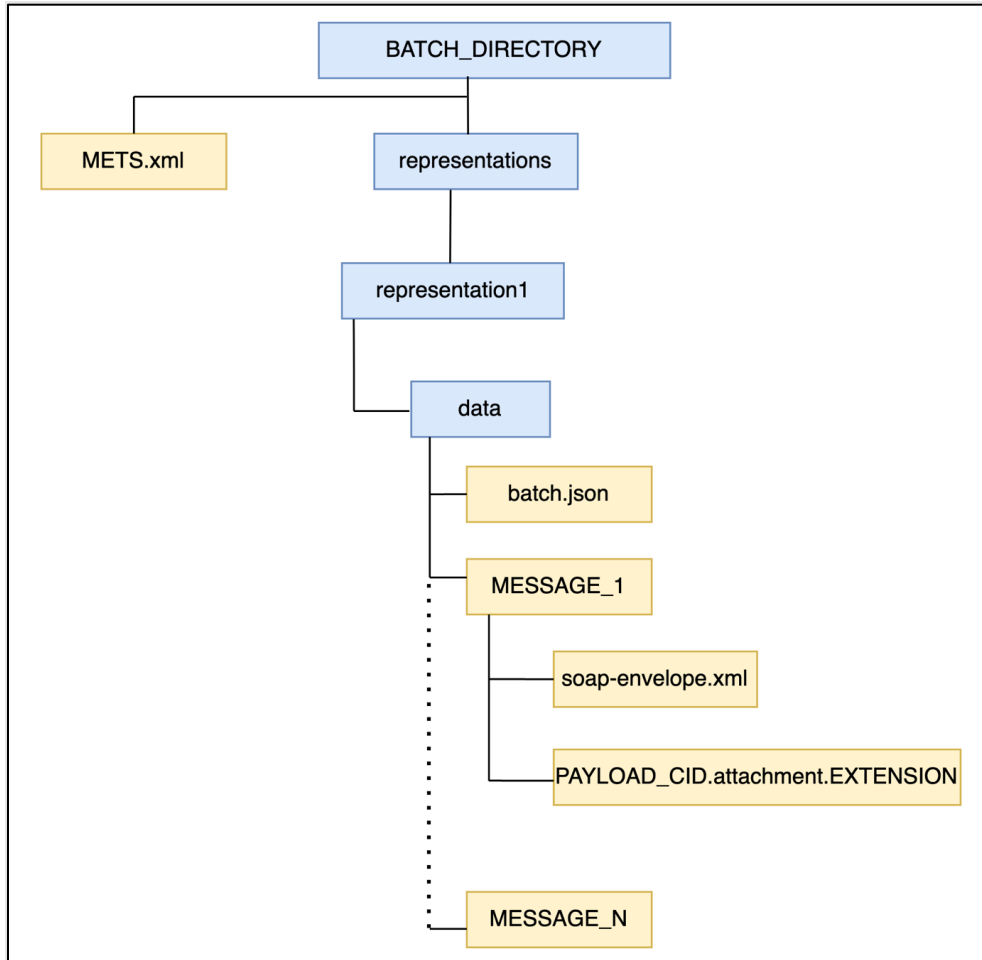 BATCH_DIRECTORY
METS.xml
representations
representation1
data
batch.json
MESSAGE_1
soap-envelope.xml
PAYLOAD_CID.attachment.EXTENSION
MESSAGE_N